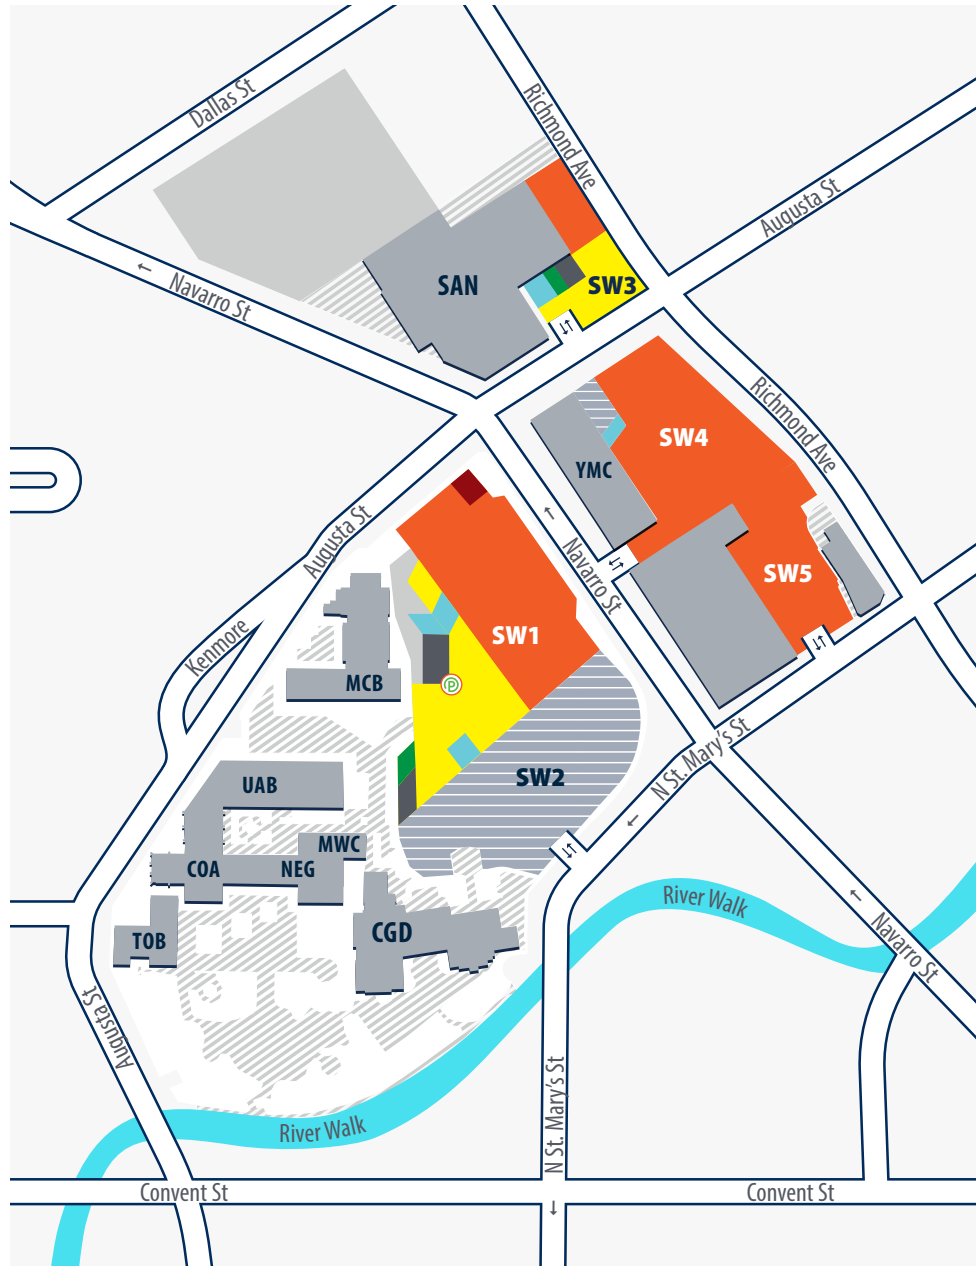 Dallas St
Richmond Ave
Augusta St
Navarro St
SAN
SW3
SW4
Richmond Ave
YMC
Augusta St
Navarro St
SW5
SW1
Kenmore
MCB
P
N St. Mary's St
SW2
UAB
MWC
COA
NEG
River Walk
CGD
TOB
Navarro St
Augusta St
River Walk
N St. Mary's St
Convent St
Convent St